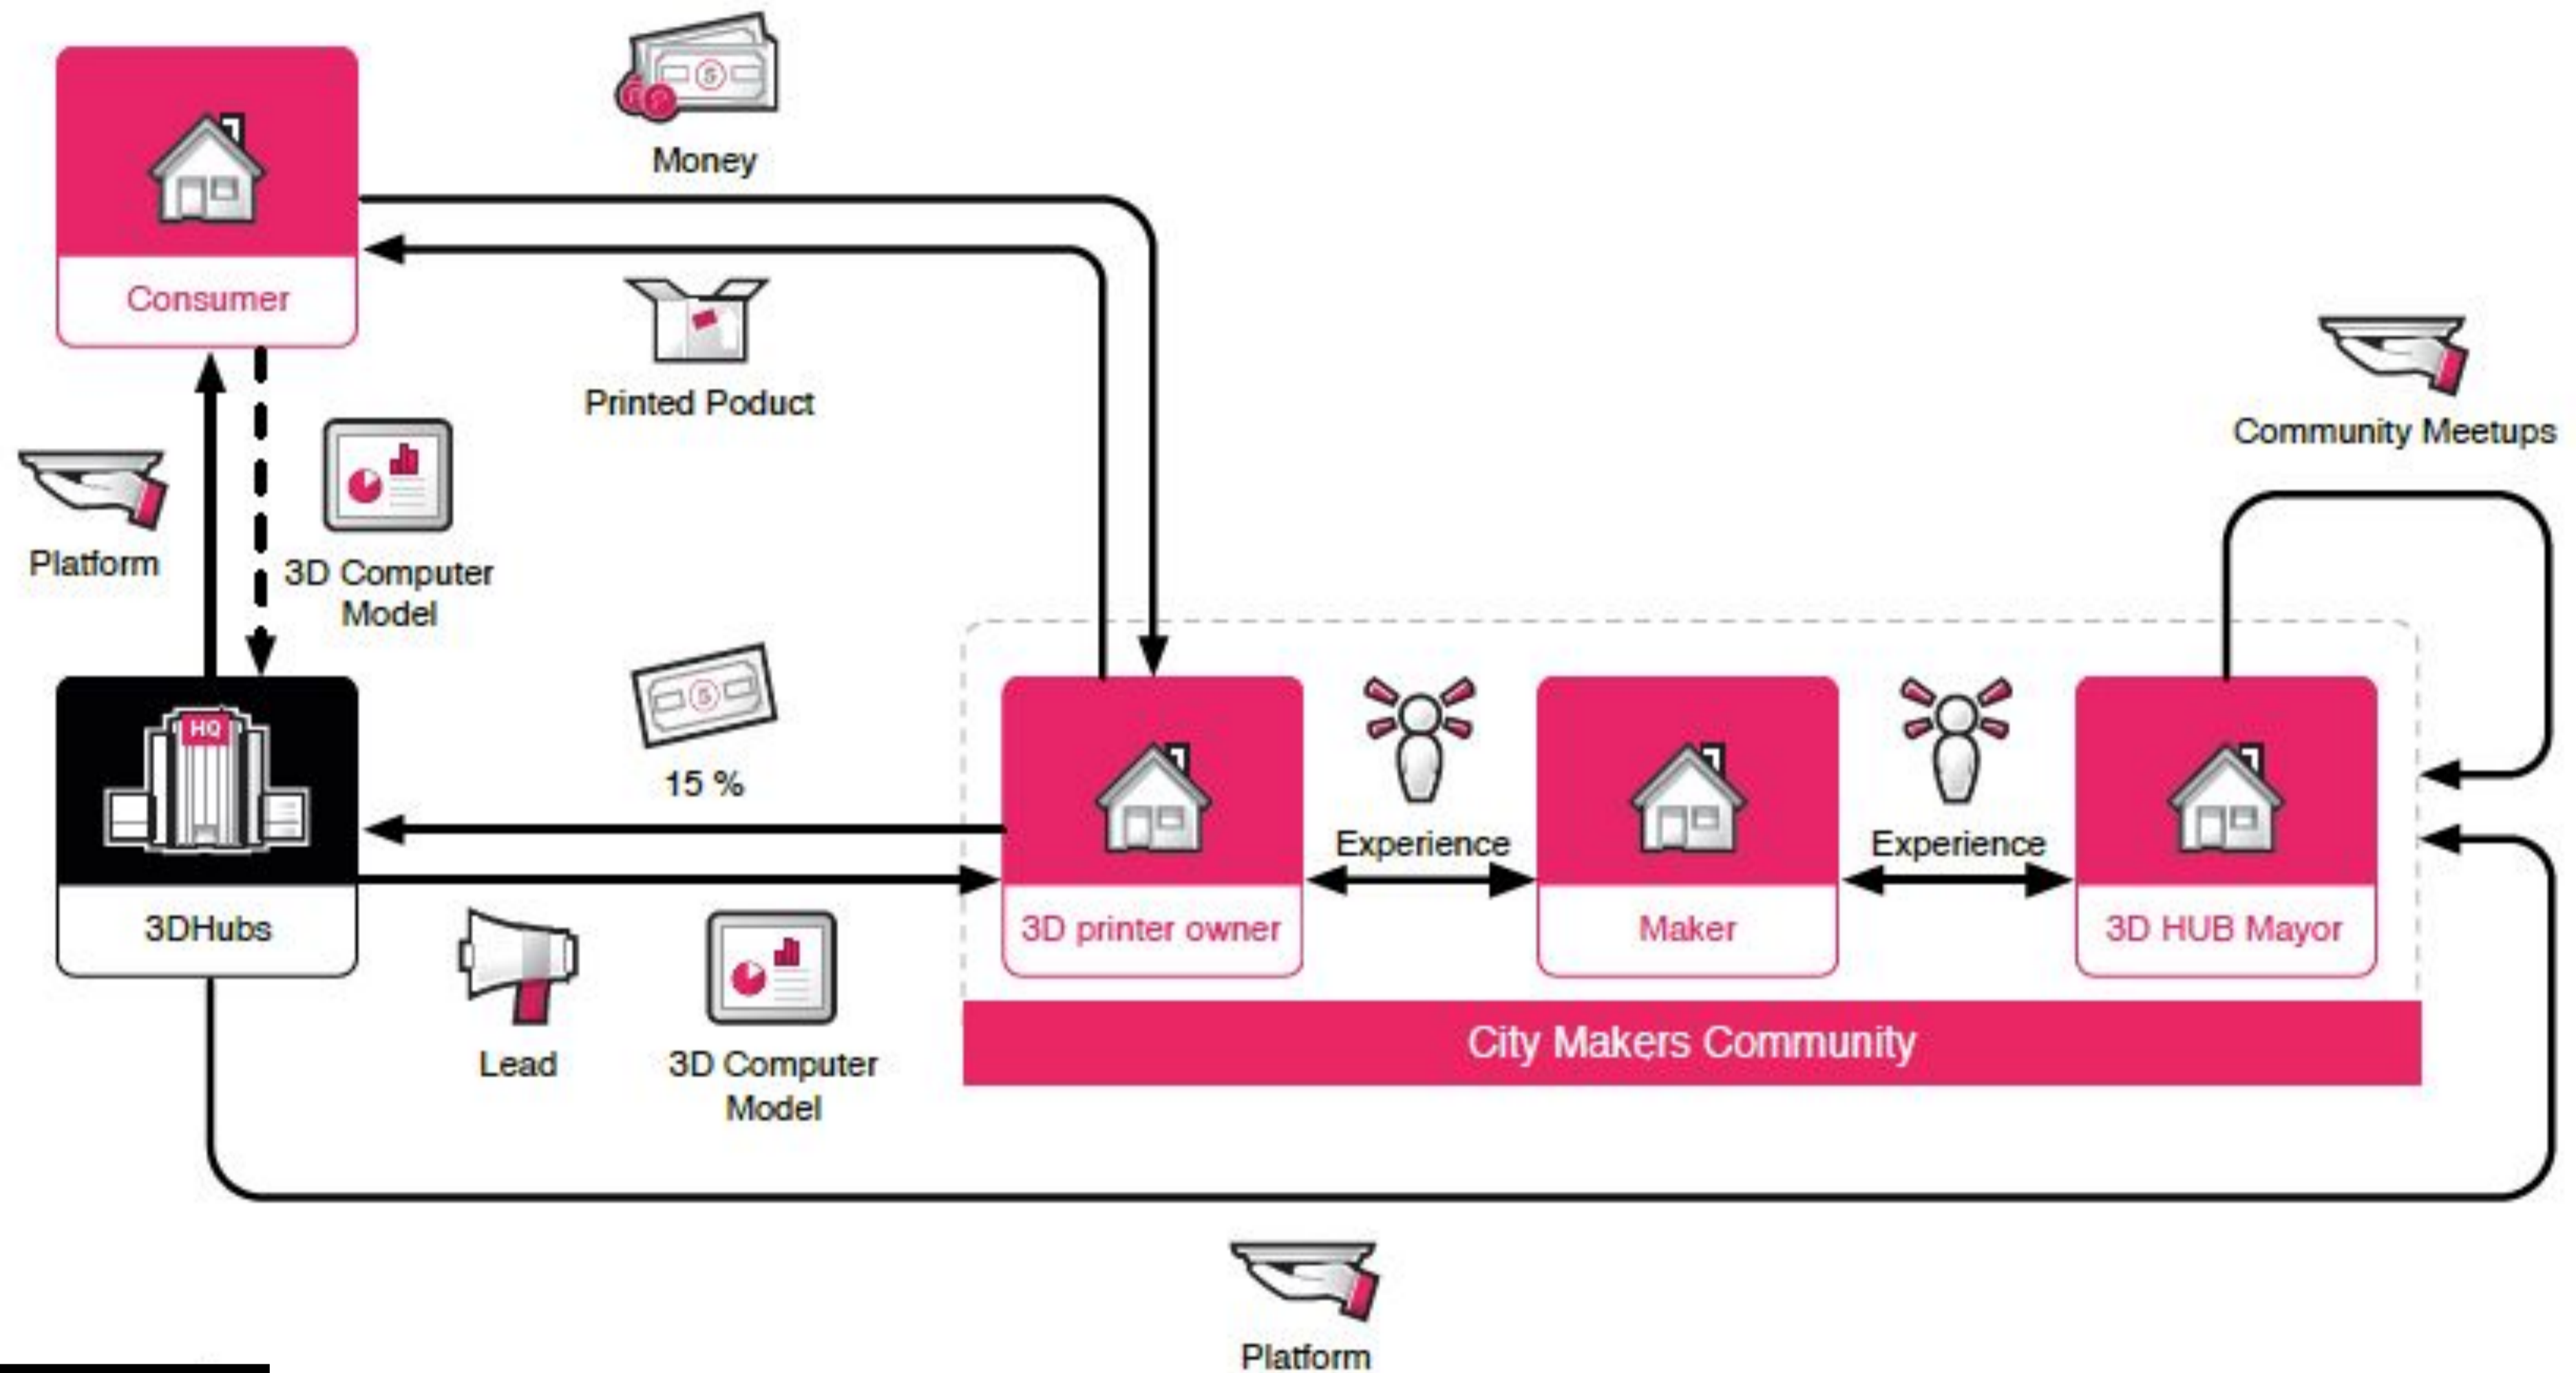 Money
Consumer
Printed Poduct
Community Meetups
Platform
3D Computer
Model
HQ
15 %
Experience
Experience
3DHubs
3D printer owner
Maker
3D HUB Mayor
Lead
3D Computer
Model
City Makers Community
Platform